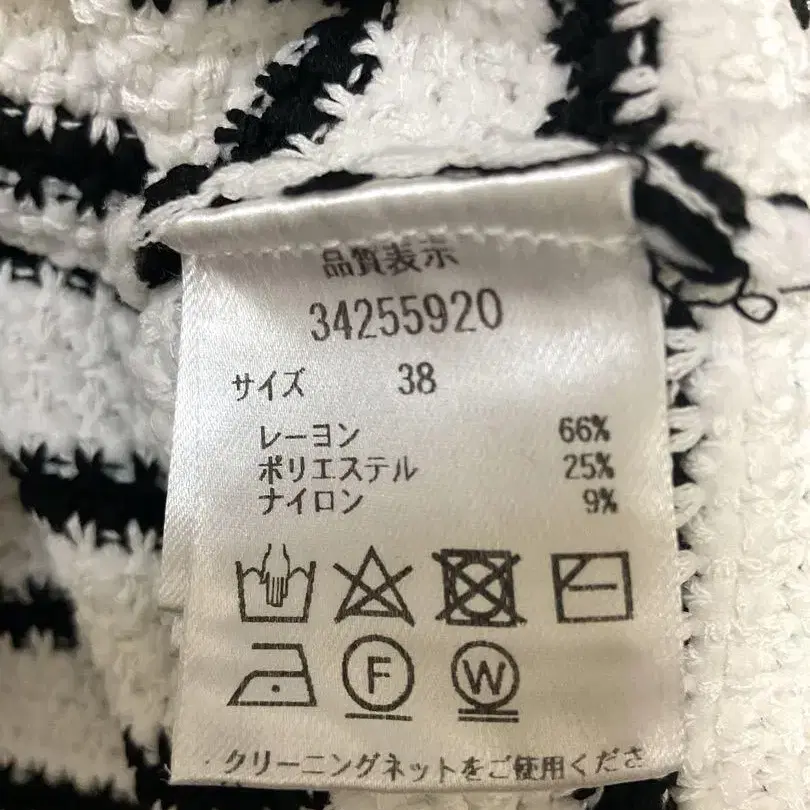 品質表示
34255920
サイズ 38
レーヨン 66%
ポリエステル 25%
ナイロン 9%
F W
クリーニングネットをご使用くださ